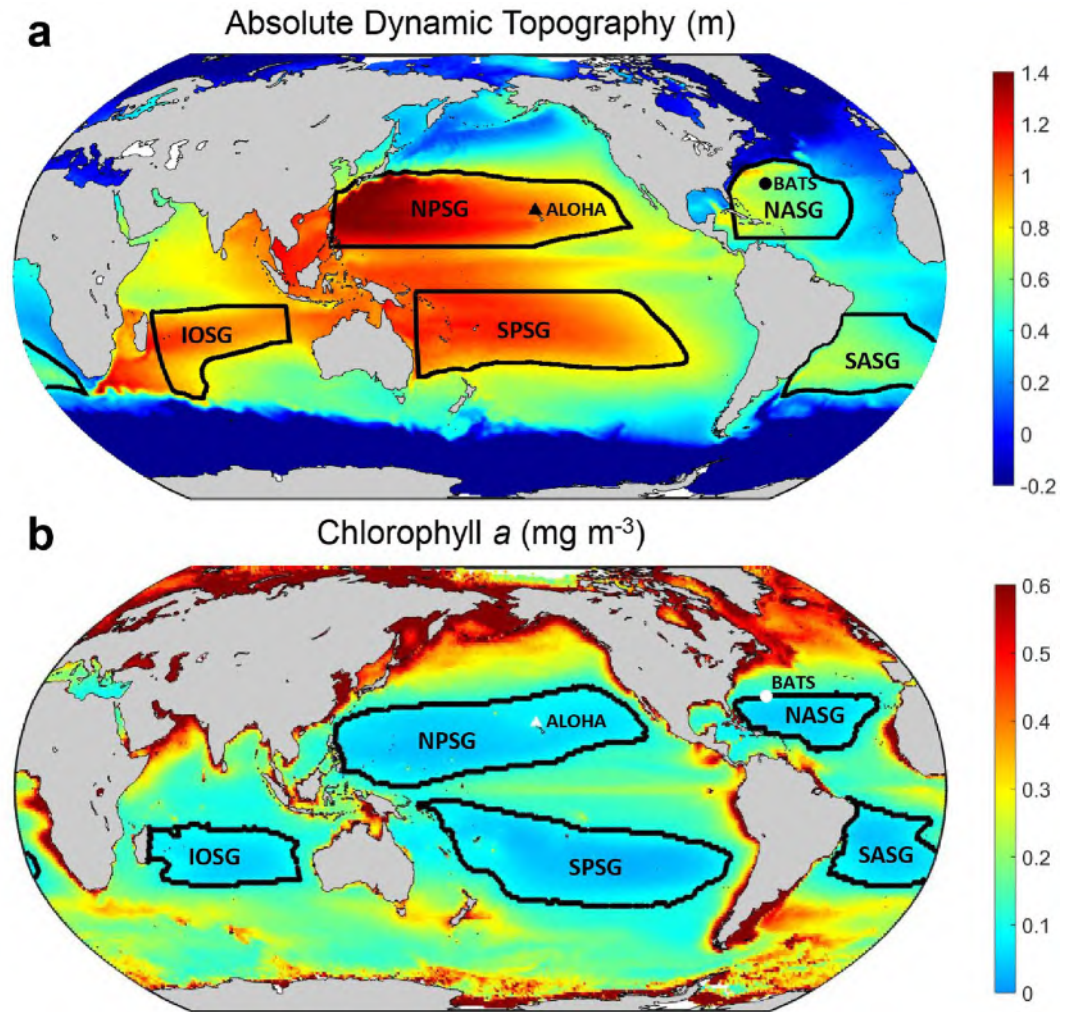 a
Absolute Dynamic Topography (m)
1.4
1.2
1
0.8
0.6
0.4
0.2
0
-0.2
NPSG
ALOHA
BATS
NASG
IOSG
SPSG
SASG
b
Chlorophyll a (mg m-3)
0.6
0.5
0.4
0.3
0.2
0.1
0
BATS
NPSG
ALOHA
NASG
IOSG
SPSG
SASG